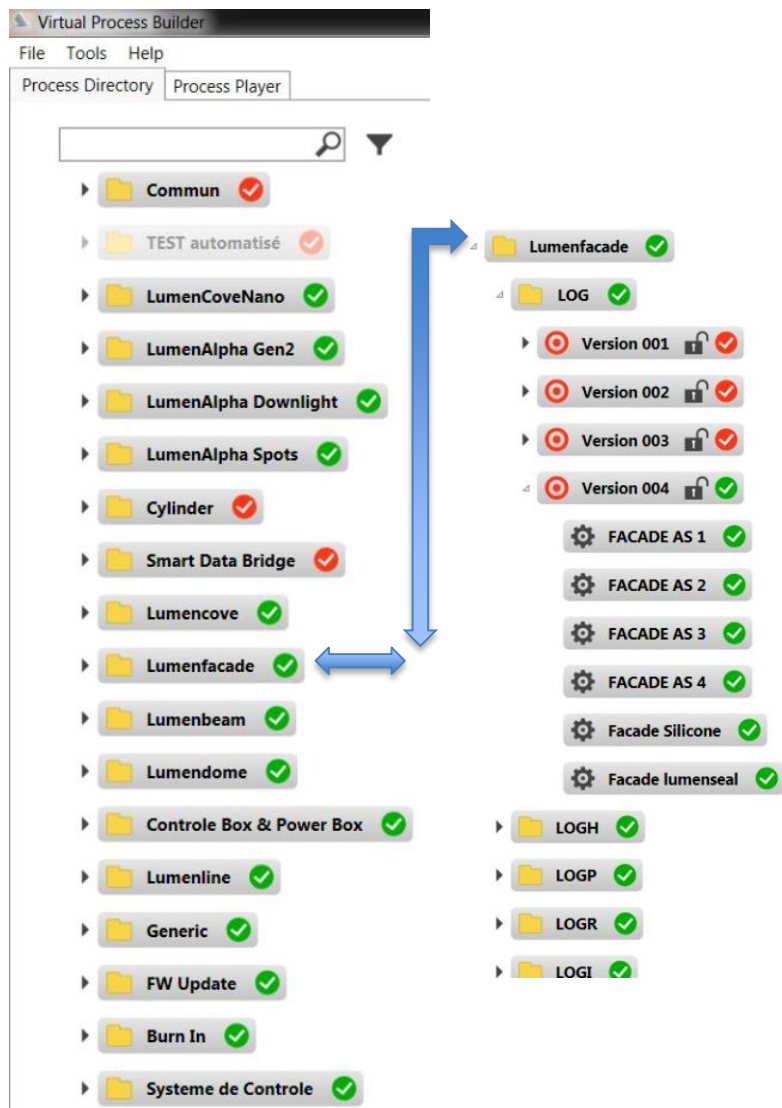 Virtual Process Builder
File Tools Help
Process Directory Process Player
Commun
TEST automatisé
LumenCoveNano
LumenAlpha Gen2
LumenAlpha Downlight
LumenAlpha Spots
Cylinder
Smart Data Bridge
Lumencove
Lumenfacade
Lumenbeam
Lumendome
Controle Box & Power Box
Lumenline
Generic
FW Update
Burn In
Systeme de Controle
Lumenfacade
LOG
Version 001
Version 002
Version 003
Version 004
FACADE AS 1
FACADE AS 2
FACADE AS 3
FACADE AS 4
Facade Silicone
Facade lumenseal
LOGH
LOGP
LOGR
LOGI